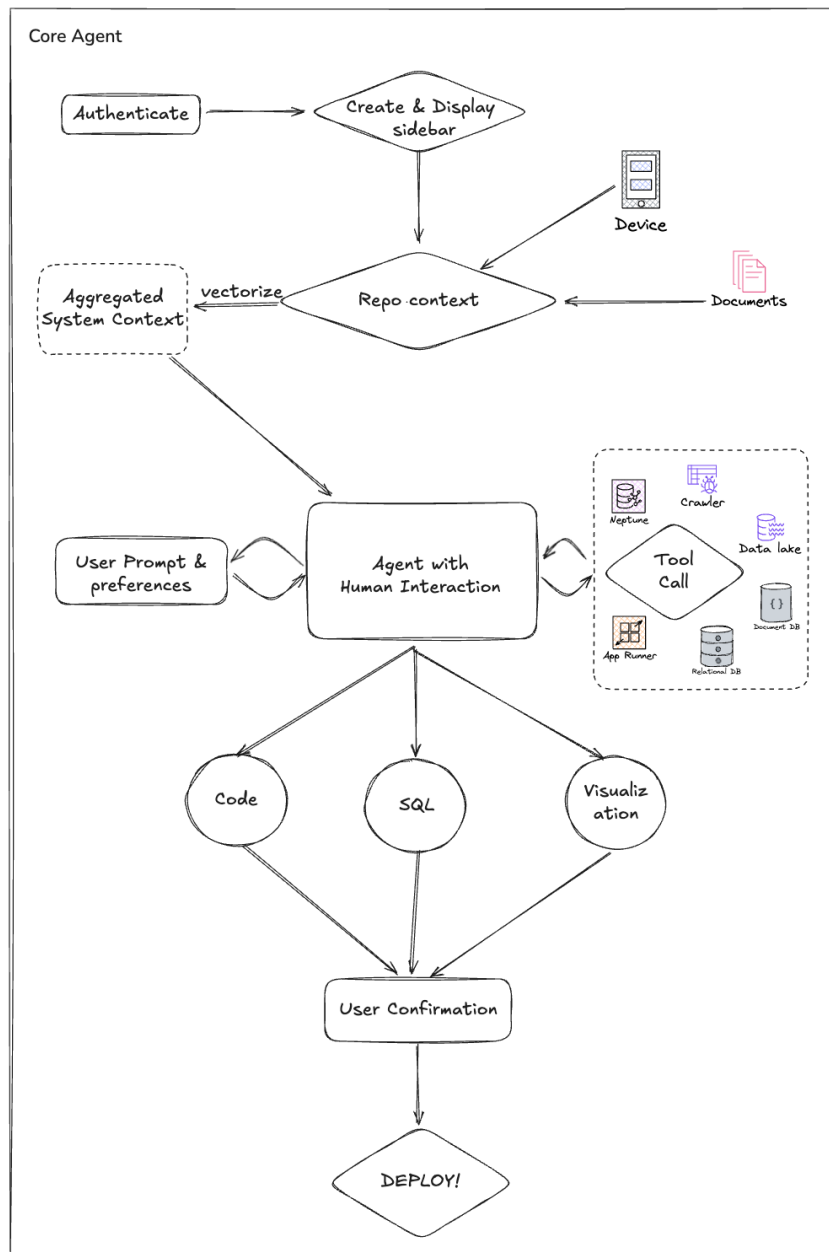 Core Agent
Authenticate
Create & Display
sidebar
Device
Repo context
vectorize
Aggregated
System Context
Documents
Neptune
Crawler
Data lake
Tool
Call
{ }
Document DB
App Runner
Relational DB
User Prompt &
preferences
Agent with
Human Interaction
Code
SQL
Visualiz
ation
User Confirmation
DEPLOY!